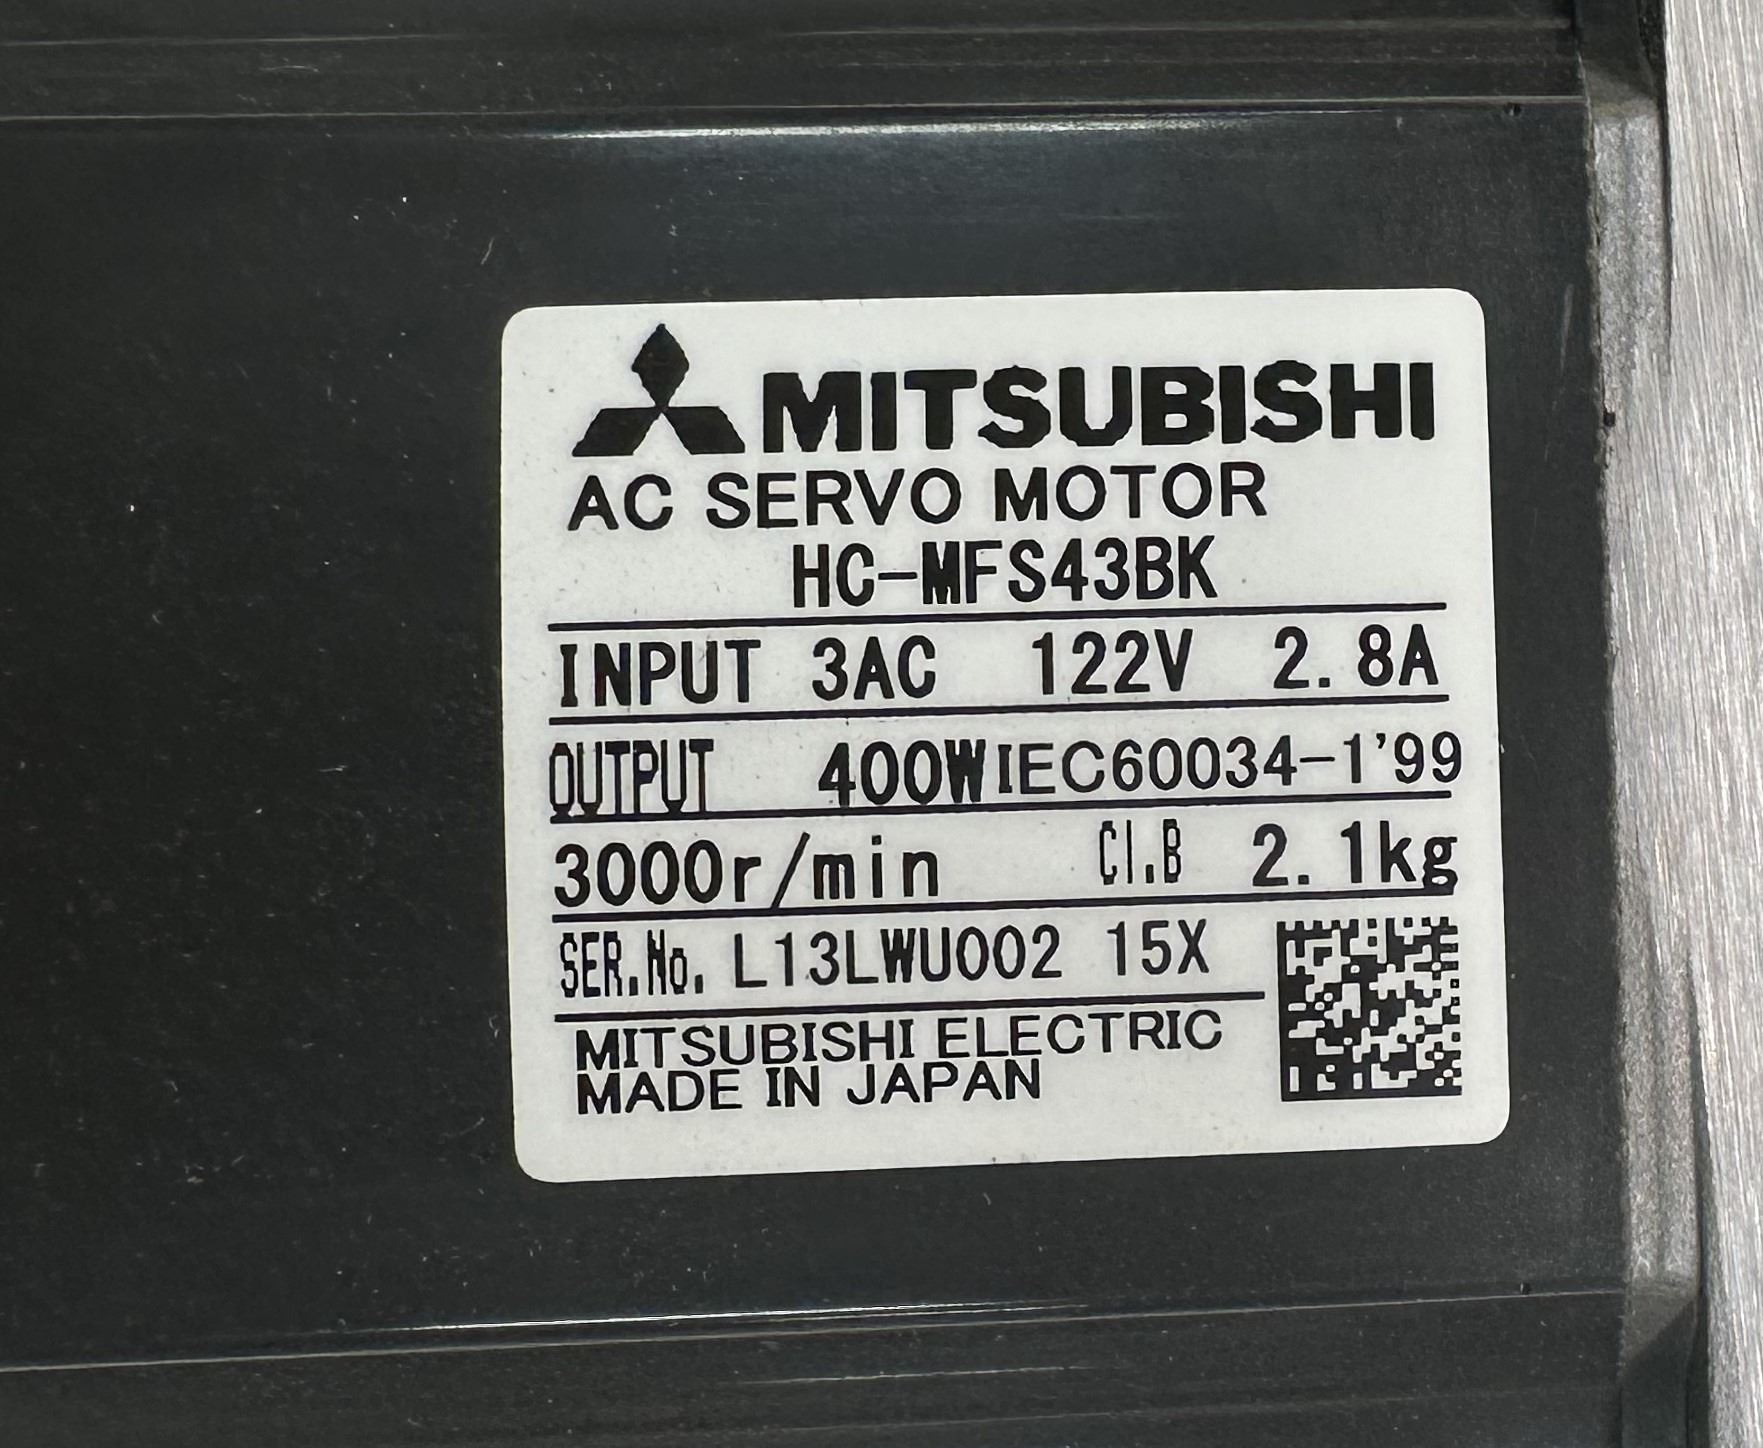 MITSUBISHI
AC SERVO MOTOR
HC-MFS43BK
INPUT 3AC 122V 2.8A
OUTPUT 400W IEC60034-1'99
3000r/min CI.B 2.1kg
SER.No. L13LWU002 15X
MITSUBISHI ELECTRIC
MADE IN JAPAN